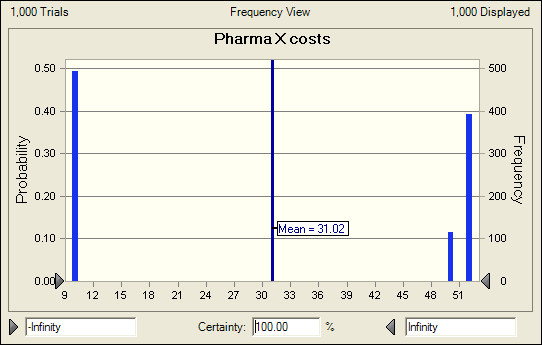 1,000 Trials Frequency View 1,000 Displayed
Pharma X costs
0.50 500
0.40 400
0.30 300
0.20 200
0.10 100
0.00 0
Probability
Frequency
Mean = 31.02
9 12 15 18 21 24 27 30 33 36 39 42 45 48 51
-Infinity Certainty: 100.00 % Infinity